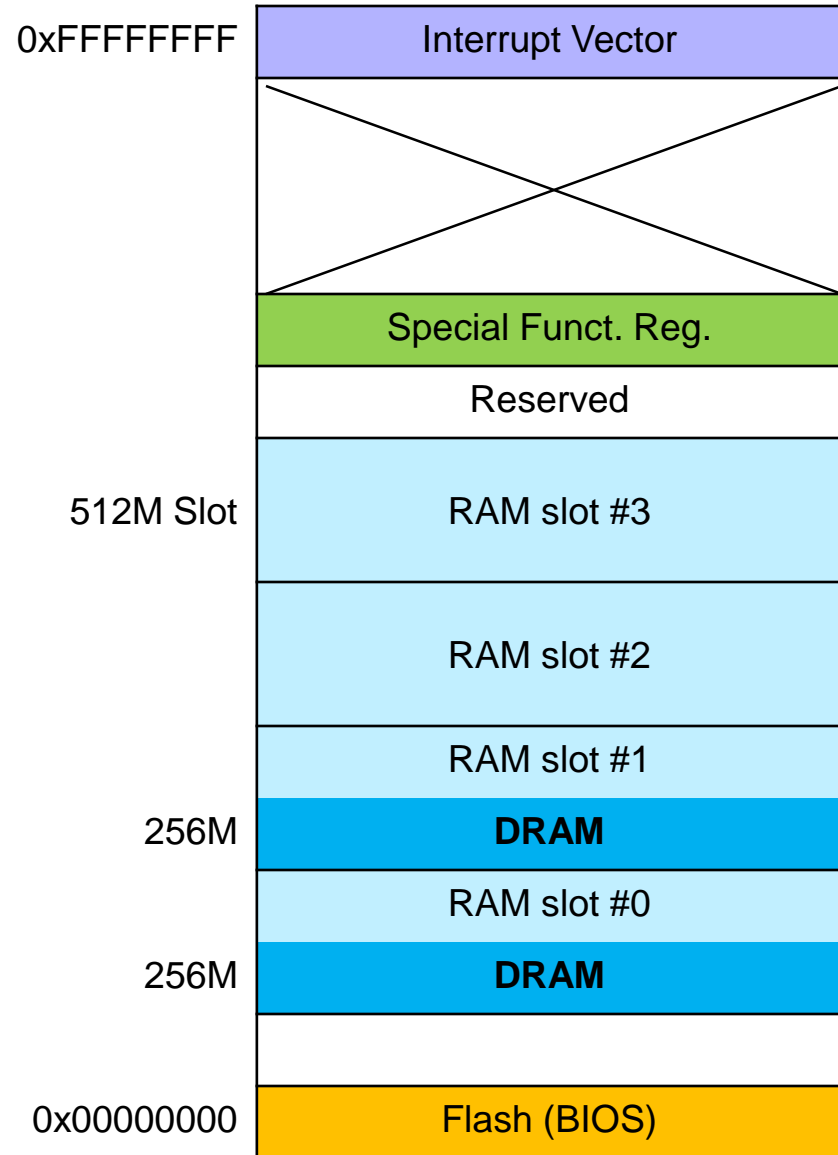 0xFFFFFFFF Interrupt Vector
Special Funct. Reg.
Reserved
512M Slot RAM slot #3
RAM slot #2
RAM slot #1
256M DRAM
RAM slot #0
256M DRAM
0x00000000 Flash (BIOS)